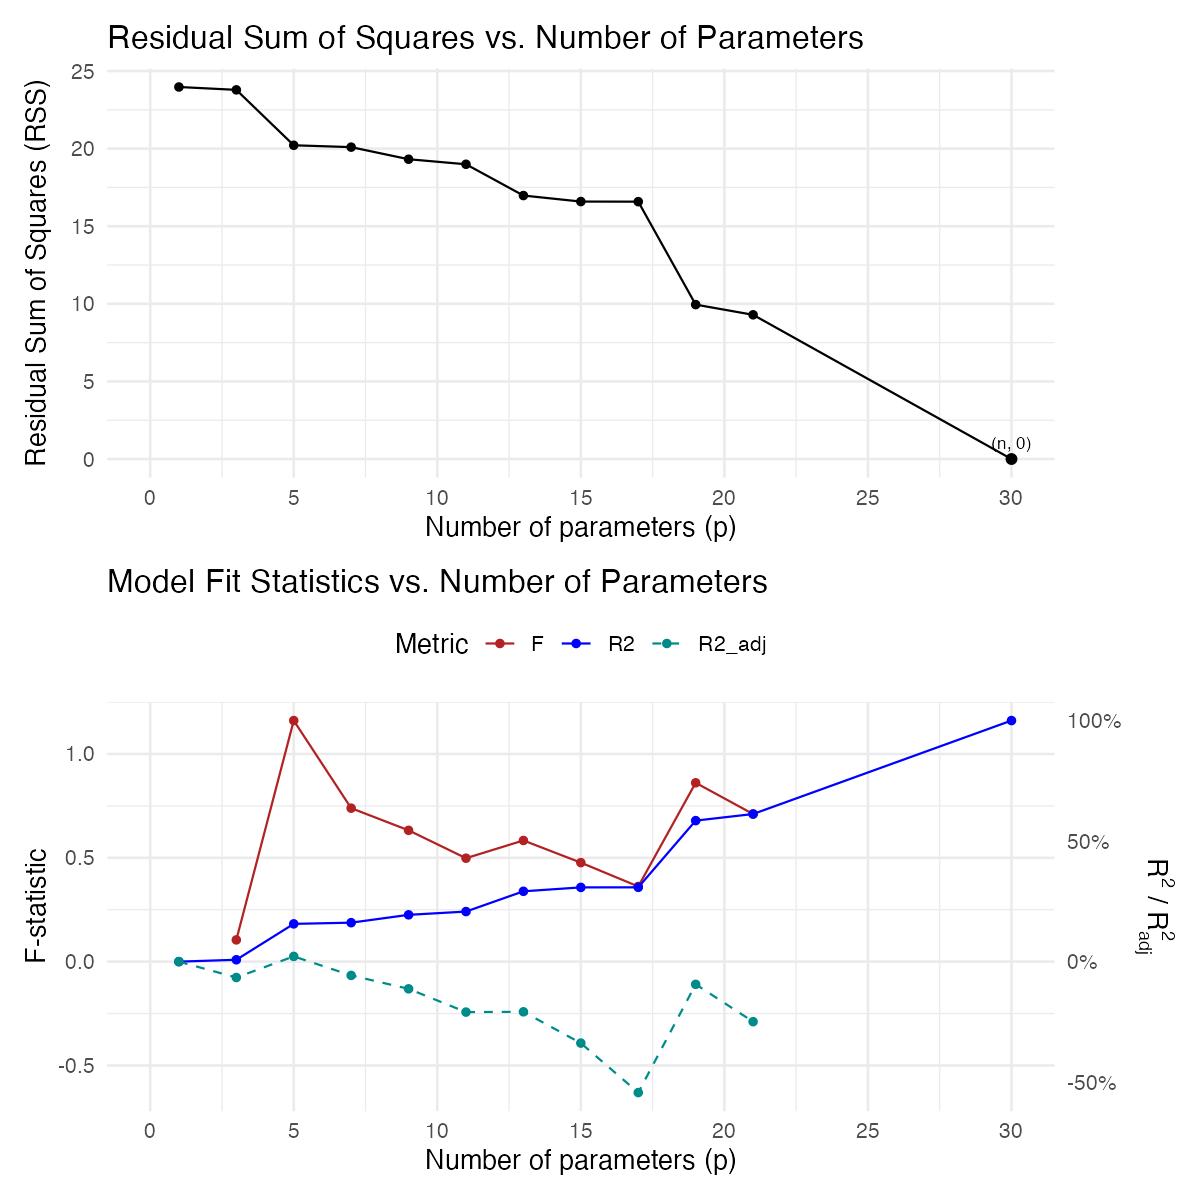 Residual Sum of Squares vs. Number of Parameters
Residual Sum of Squares (RSS)
25
20
15
10
5
0
(n, 0)
0 5 10 15 20 25 30
Number of parameters (p)
Model Fit Statistics vs. Number of Parameters
Metric F R2 R2_adj
F-statistic
1.0
0.5
0.0
-0.5
100%
50%
0%
-50%
R² / R²adj
0 5 10 15 20 25 30
Number of parameters (p)